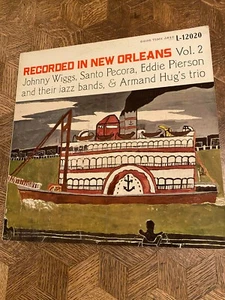 L-12020
RECORDED IN NEW ORLEANS Vol. 2
Johnny Wiggs, Santo Pecora, Eddie Pierson
and their jazz bands, & Armand Hug's trio